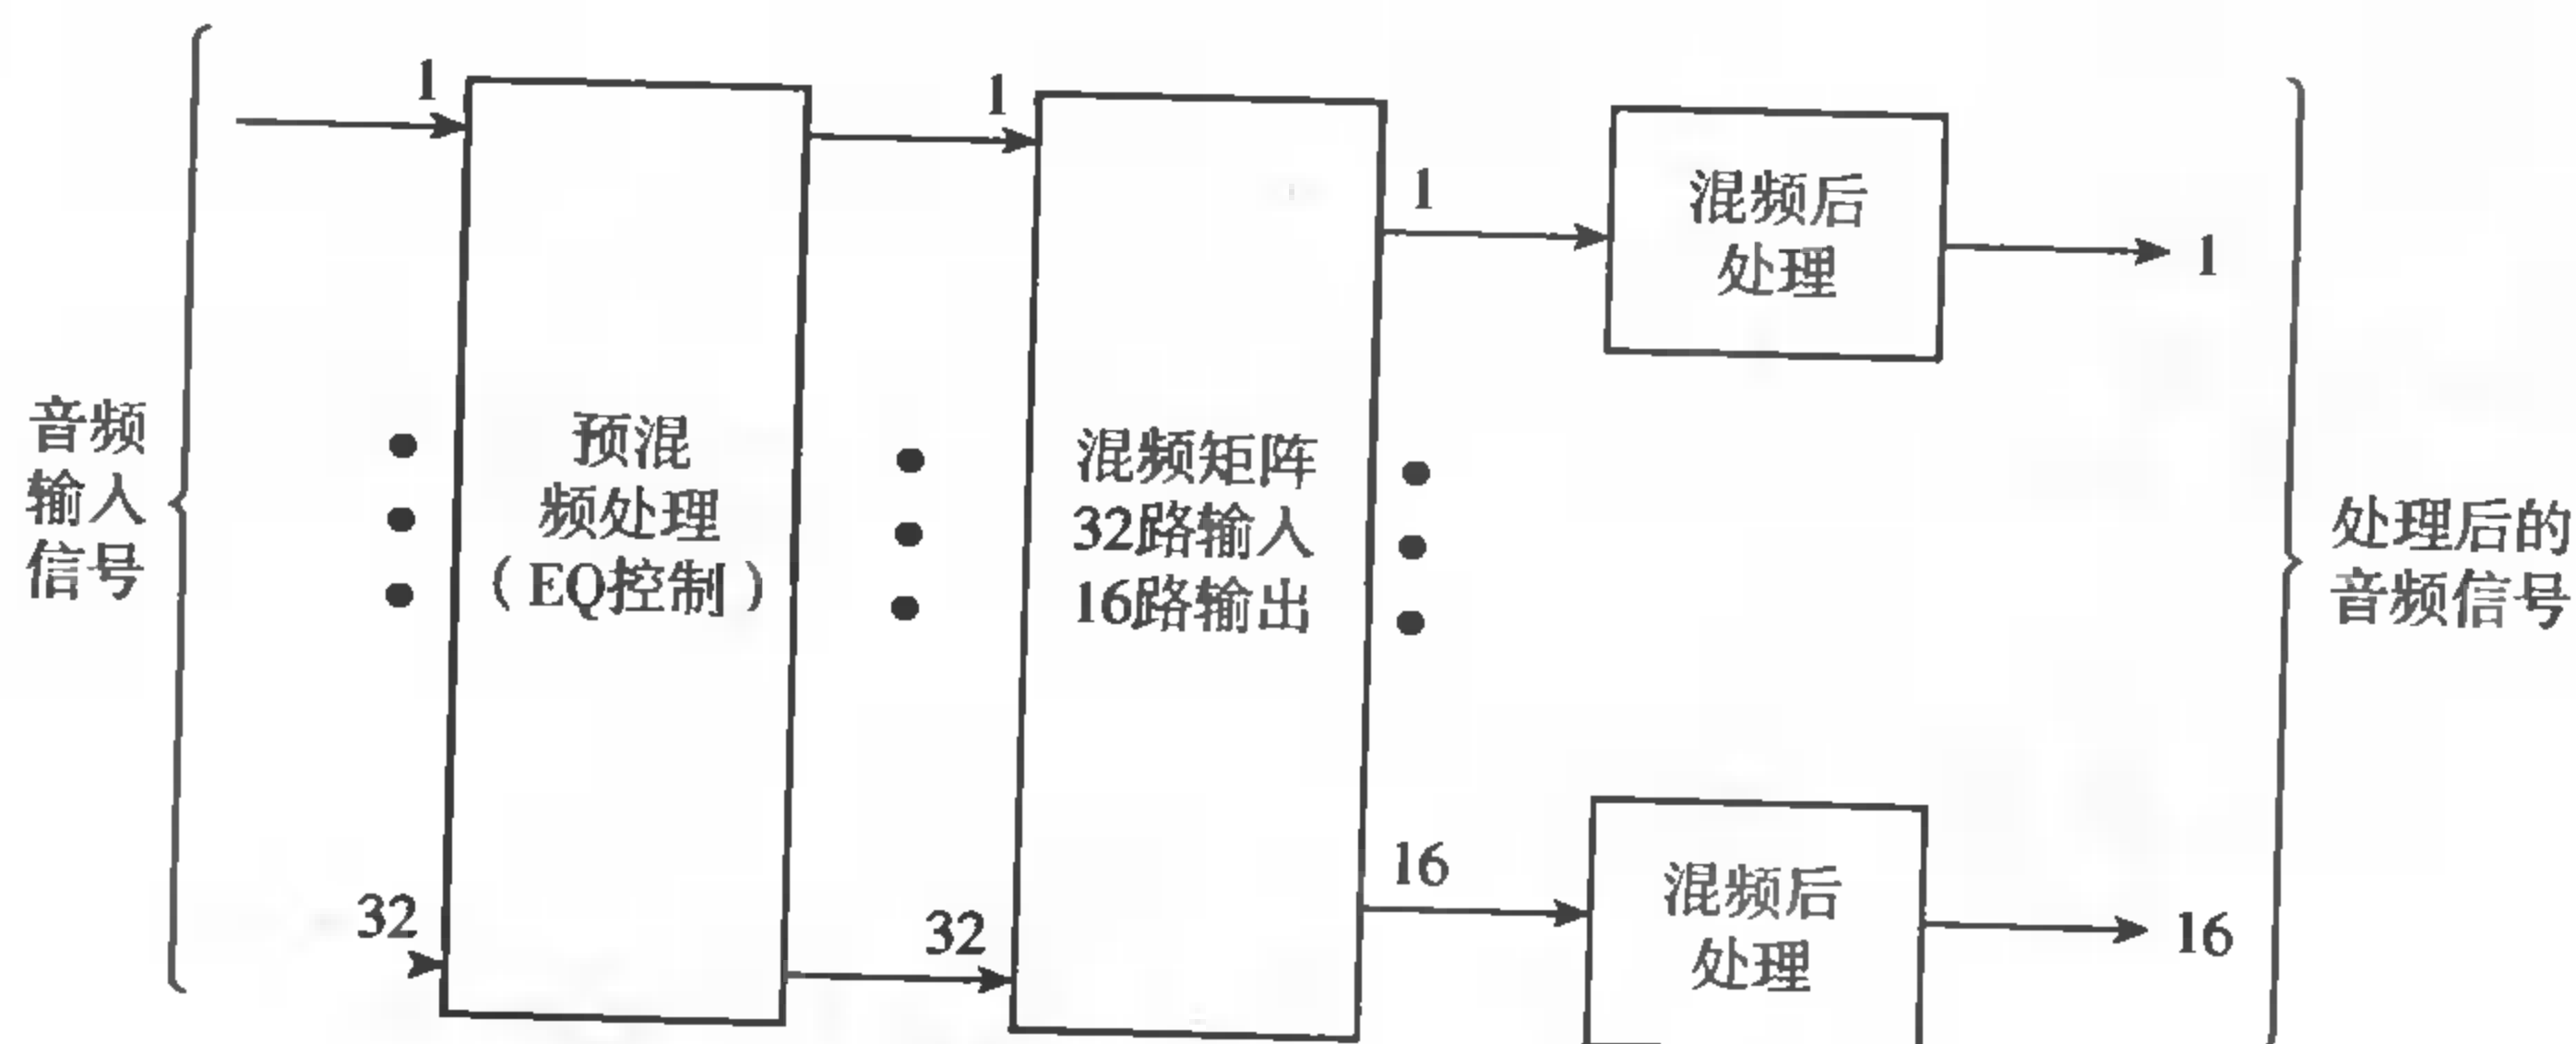 音频
输入
信号
1
32
预混
频处理
（EQ控制）
1
32
混频矩阵
32路输入
16路输出
1
16
混频后
处理
混频后
处理
1
16
处理后的
音频信号